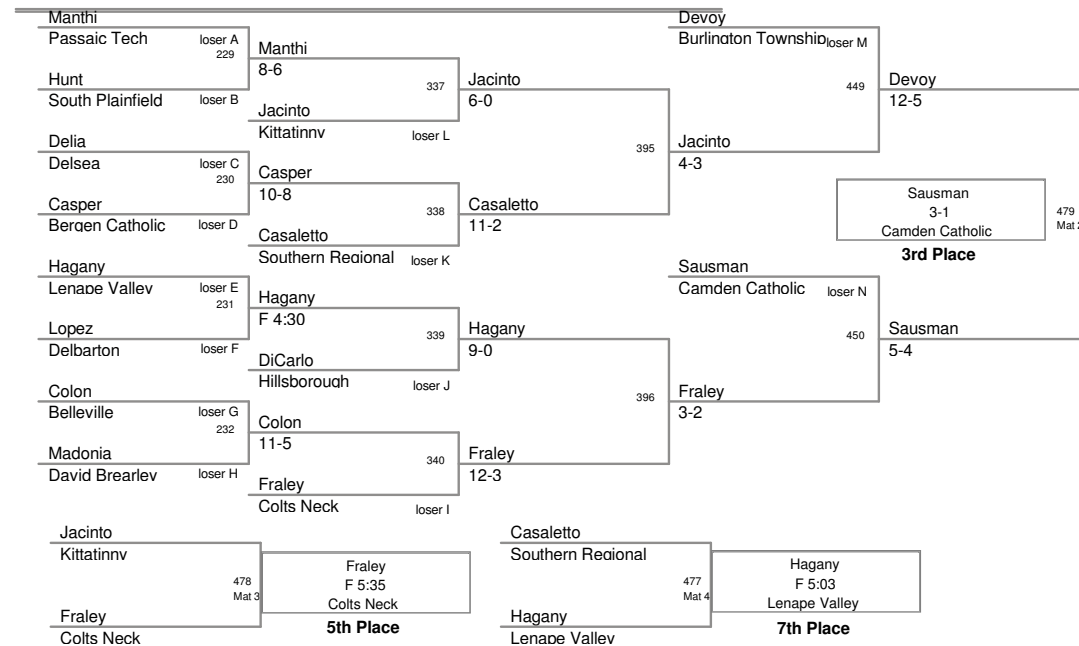 Manthi
Passaic Tech
loser A
229
Hunt
South Plainfield
loser B
Delia
Delsea
loser C
230
Casper
Bergen Catholic
loser D
Hagany
Lenape Valley
loser E
231
Lopez
Delbarton
loser F
Colon
Belleville
loser G
232
Madonia
David Brearley
loser H
Manthi
8-6
337
Jacinto
Kittatinny
loser L
Casper
10-8
338
Casaletto
Southern Regional
loser K
Hagany
F 4:30
339
DiCarlo
Hillsborough
loser J
Colon
11-5
340
Fraley
Colts Neck
loser I
Jacinto
6-0
395
Casaletto
11-2
Hagany
9-0
396
Fraley
12-3
Devoy
Burlington Township
loser M
449
Jacinto
4-3
Sausman
Camden Catholic
loser N
450
Fraley
3-2
Devoy
12-5
Sausman
3-1
Camden Catholic
479
Mat 2
3rd Place
Sausman
5-4
Jacinto
Kittatinny
478
Mat 3
Fraley
Colts Neck
Fraley
F 5:35
Colts Neck
5th Place
Casaletto
Southern Regional
477
Mat 4
Hagany
Lenape Valley
Hagany
F 5:03
Lenape Valley
7th Place